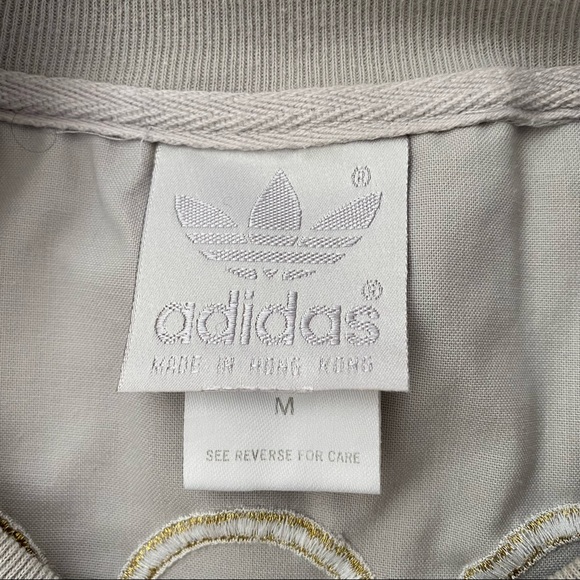 ®
adidas®
MADE IN HONG KONG
M
SEE REVERSE FOR CARE